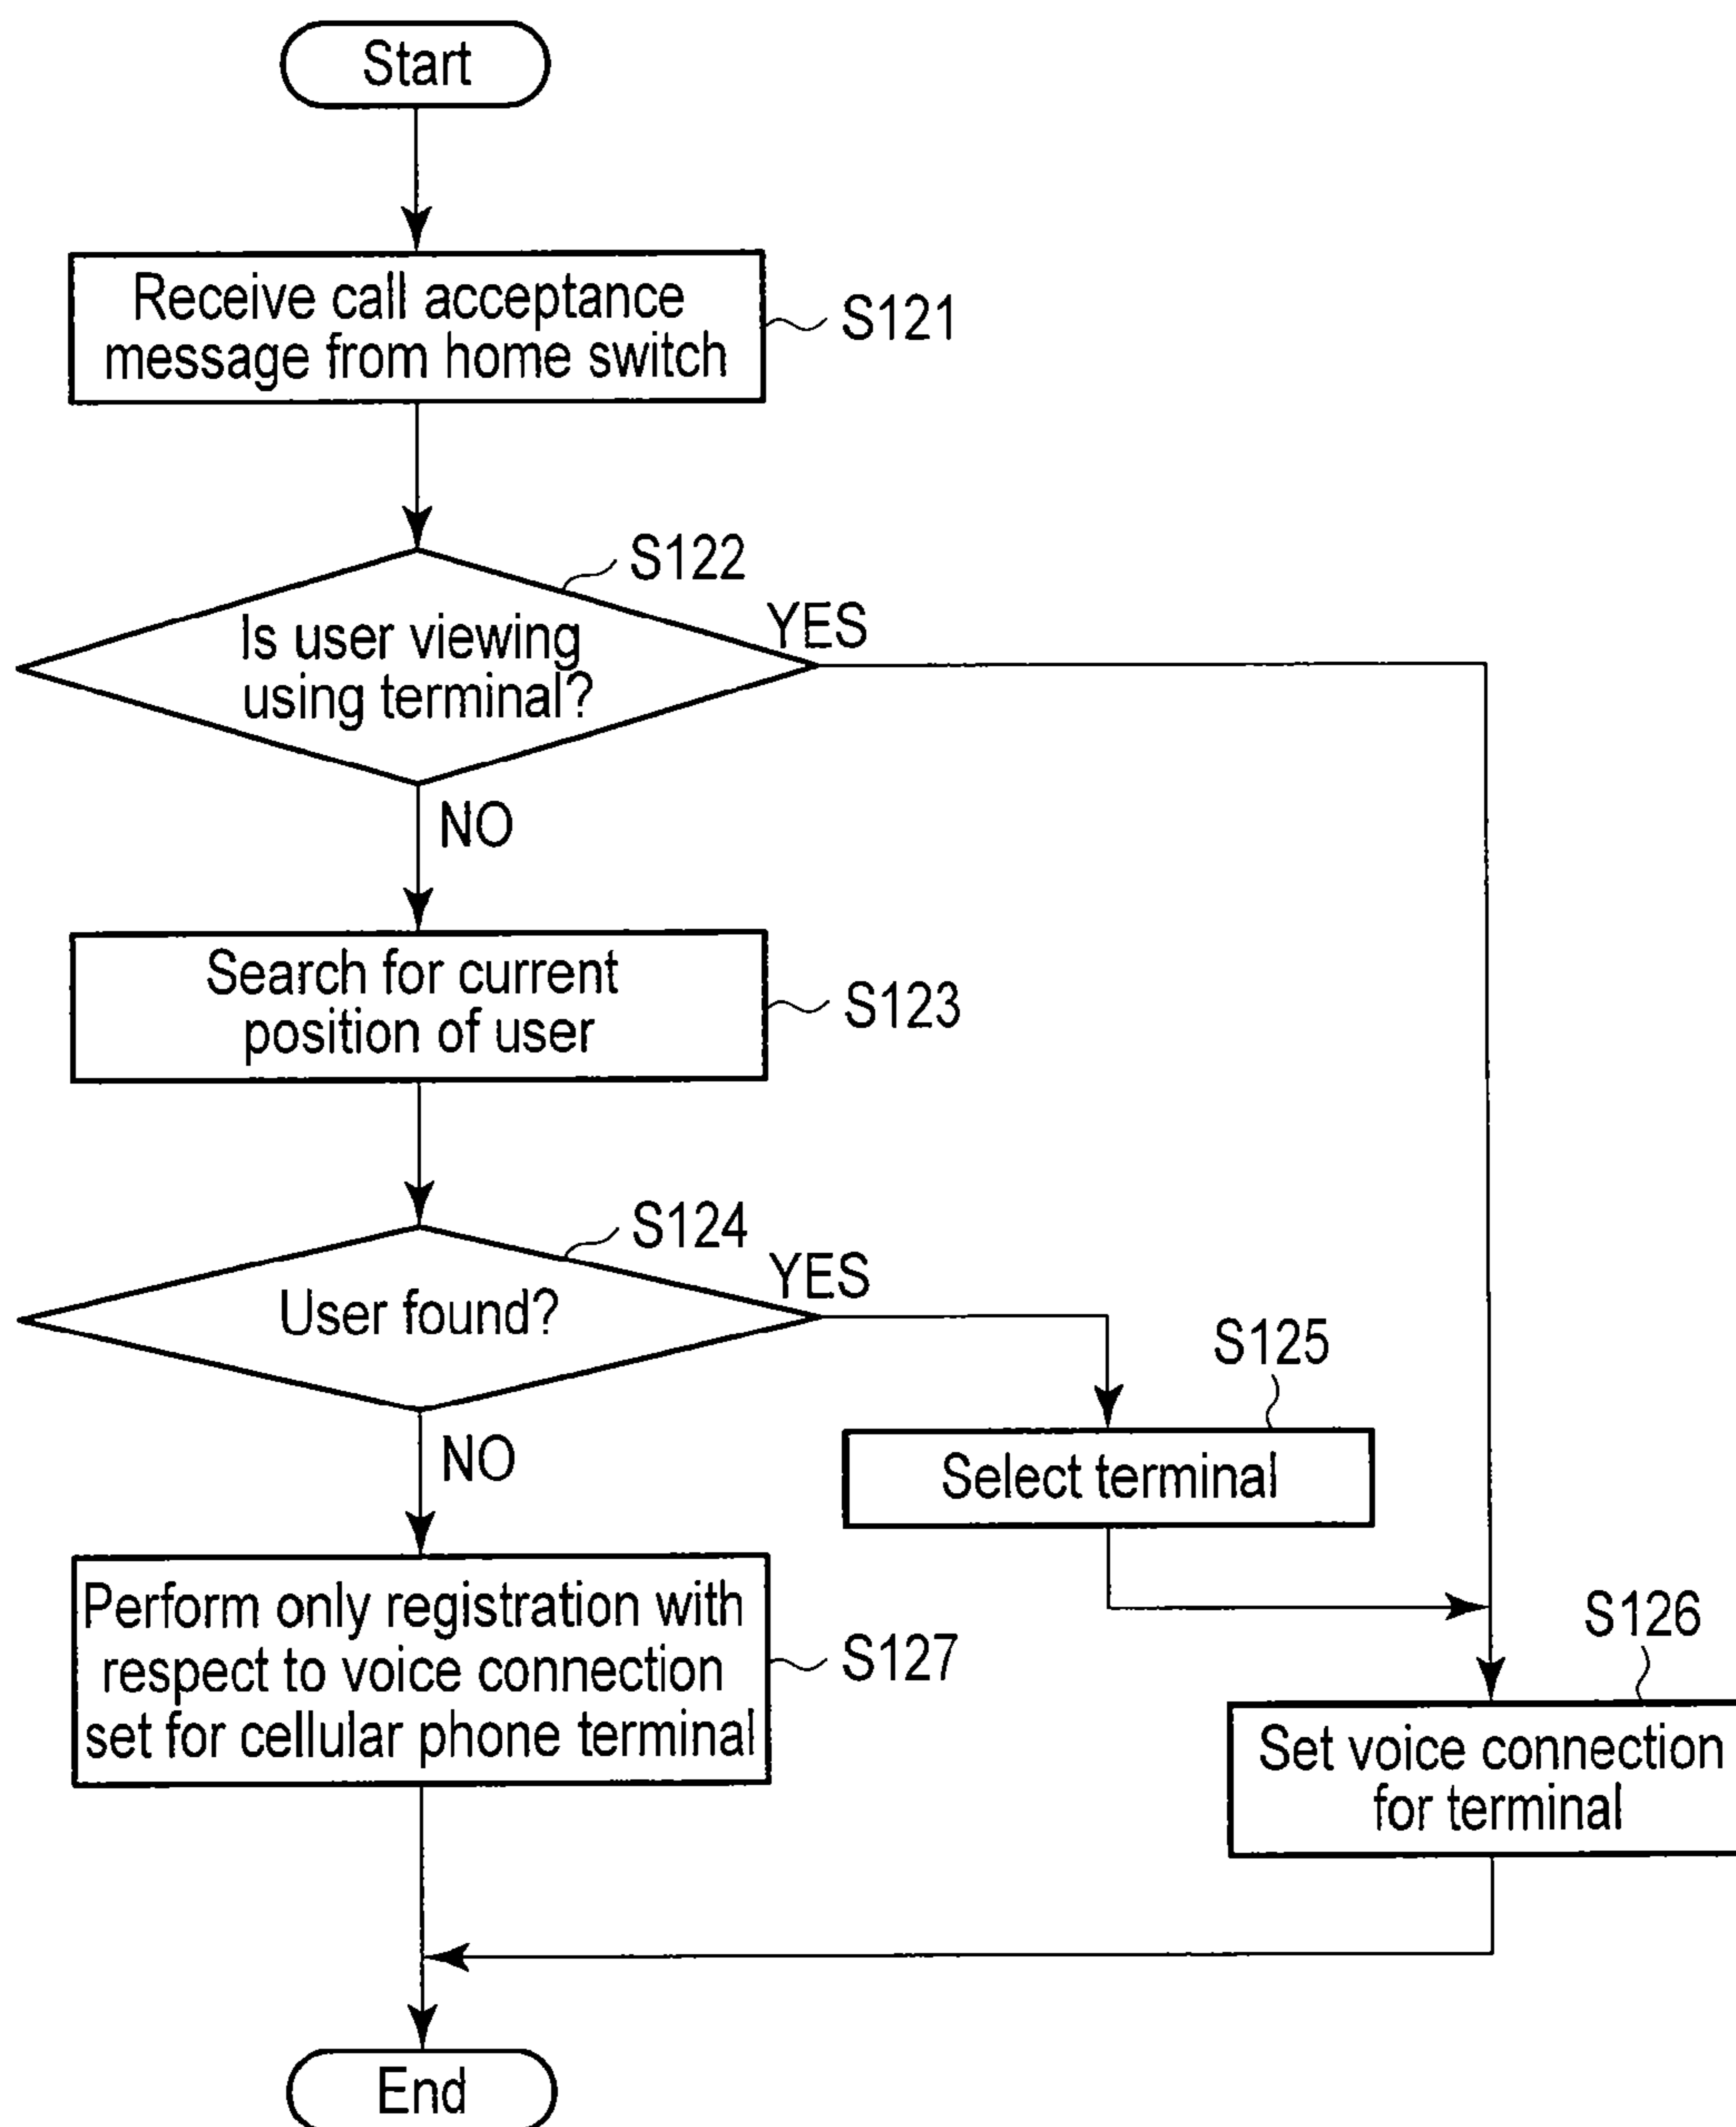 Start
Receive call acceptance
message from home switch
S121
S122
Is user viewing
using terminal?
YES
NO
Search for current
position of user
S123
S124
User found?
YES
NO
S125
Select terminal
Perform only registration with
respect to voice connection
set for cellular phone terminal
S127
S126
Set voice connection
for terminal
End